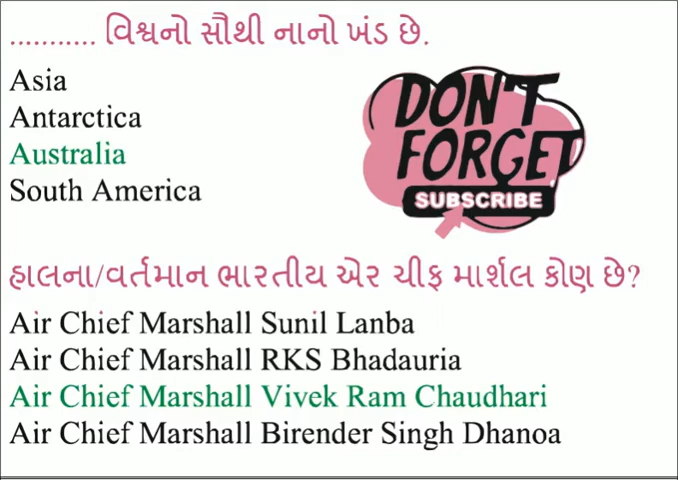 ........... વિશ્વનો સૌથી નાનો ખંડ છે.
Asia
Antarctica
Australia
South America
DON'T
FORGET
SUBSCRIBE
હાલના/વર્તમાન ભારતીય એર ચીફ માર્શલ કોણ છે?
Air Chief Marshall Sunil Lanba
Air Chief Marshall RKS Bhadauria
Air Chief Marshall Vivek Ram Chaudhari
Air Chief Marshall Birender Singh Dhanoa